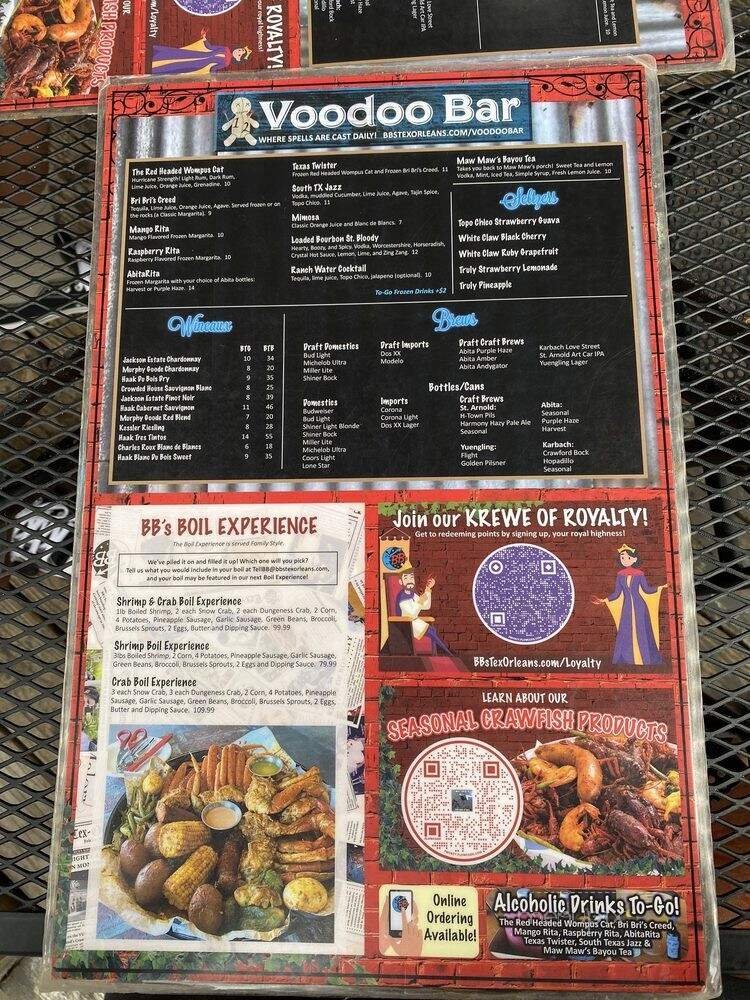 /Loyalty
our royal highness!
ROYALTY!
SH PRODUCTS
Love Street
Art Car IPA
ing Lager
Voodoo Bar
WHERE SPELLS ARE CAST DAILY! BBSTEXORLEANS.COM/VOODOOBAR
The Red Headed Wompus Cat
Hurricane Strength! Light Rum, Dark Rum,
Lime Juice, Orange Juice, Grenadine. 10
Bri Bri's Creed
Tequila, Lime Juice, Orange Juice, Agave. Served frozen or on
the rocks (a Classic Margarita). 9
Mango Rita
Mango Flavored Frozen Margarita. 10
Raspberry Rita
Raspberry Flavored Frozen Margarita. 10
AbitaRita
Frozen Margarita with your choice of Abita bottles:
Harvest or Purple Haze. 14
Texas Twister
Frozen Red Headed Wompus Cat and Frozen Bri Bri's Creed. 11
South TX Jazz
Vodka, muddled Cucumber, Lime Juice, Agave, Tajin Spice,
Topo Chico. 11
Mimosa
Classic Orange Juice and Blanc de Blancs. 7
Loaded Bourbon St. Bloody
Hearty, Boozy, and Spicy. Vodka, Worcestershire, Horseradish,
Crystal Hot Sauce, Lemon, Lime, and Zing Zang. 12
Ranch Water Cocktail
Tequila, lime juice, Topo Chico, jalapeno (optional). 10
To-Go Frozen Drinks +$2
Maw Maw's Bayou Tea
Takes you back to Maw Maw's porch! Sweet Tea and Lemon
Vodka, Mint, Iced Tea, Simple Syrup, Fresh Lemon Juice. 10
Seltzers
Topo Chico Strawberry Guava
White Claw Black Cherry
White Claw Ruby Grapefruit
Truly Strawberry Lemonade
Truly Pineapple
Wineaux
BTG BTB
Jackson Estate Chardonnay 10 34
Murphy Goode Chardonnay 8 20
Haak Du Bois Dry 9 35
Crowded House Sauvignon Blanc 8 25
Jackson Estate Pinot Noir 8 39
Haak Cabernet Sauvignon 11 46
Murphy Goode Red Blend 7 20
Kessler Riesling 8 28
Haak Tres Tintos 14 55
Charles Roux Blanc de Blancs 6 18
Haak Blanc Du Bois Sweet 9 35
Brews
Draft Domestics
Bud Light
Michelob Ultra
Miller Lite
Shiner Bock
Draft Imports
Dos XX
Modelo
Draft Craft Brews
Abita Purple Haze
Abita Amber
Abita Andygator
Karbach Love Street
St. Arnold Art Car IPA
Yuengling Lager
Bottles/Cans
Domestics
Budweiser
Bud Light
Shiner Light Blonde
Shiner Bock
Miller Lite
Michelob Ultra
Coors Light
Lone Star
Imports
Corona
Corona Light
Dos XX Lager
Craft Brews
St. Arnold:
H-Town Pils
Harmony Hazy Pale Ale
Seasonal
Yuengling:
Flight
Golden Pilsner
Abita:
Seasonal
Purple Haze
Harvest
Karbach:
Crawford Bock
Hopadillo
Seasonal
BB's BOIL EXPERIENCE
The Boil Experience is served Family Style.
We've piled it on and filled it up! Which one will you pick?
Tell us what you would include in your boil at TellBB@bbstexorleans.com,
and your boil may be featured in our next Boil Experience!
Shrimp & Crab Boil Experience
1lb Boiled Shrimp, 2 each Snow Crab, 2 each Dungeness Crab, 2 Corn,
4 Potatoes, Pineapple Sausage, Garlic Sausage, Green Beans, Broccoli,
Brussels Sprouts, 2 Eggs, Butter and Dipping Sauce. 99.99
Shrimp Boil Experience
3lbs Boiled Shrimp, 2 Corn, 4 Potatoes, Pineapple Sausage, Garlic Sausage,
Green Beans, Broccoli, Brussels Sprouts, 2 Eggs and Dipping Sauce. 79.99
Crab Boil Experience
3 each Snow Crab, 3 each Dungeness Crab, 2 Corn, 4 Potatoes, Pineapple
Sausage, Garlic Sausage, Green Beans, Broccoli, Brussels Sprouts, 2 Eggs,
Butter and Dipping Sauce. 109.99
Join our KREWE OF ROYALTY!
Get to redeeming points by signing up, your royal highness!
BBsTexOrleans.com/Loyalty
LEARN ABOUT OUR
SEASONAL CRAWFISH PRODUCTS
Online
Ordering
Available!
Alcoholic Drinks To-Go!
The Red Headed Wompus Cat, Bri Bri's Creed,
Mango Rita, Raspberry Rita, AbitaRita
Texas Twister, South Texas Jazz &
Maw Maw's Bayou Tea